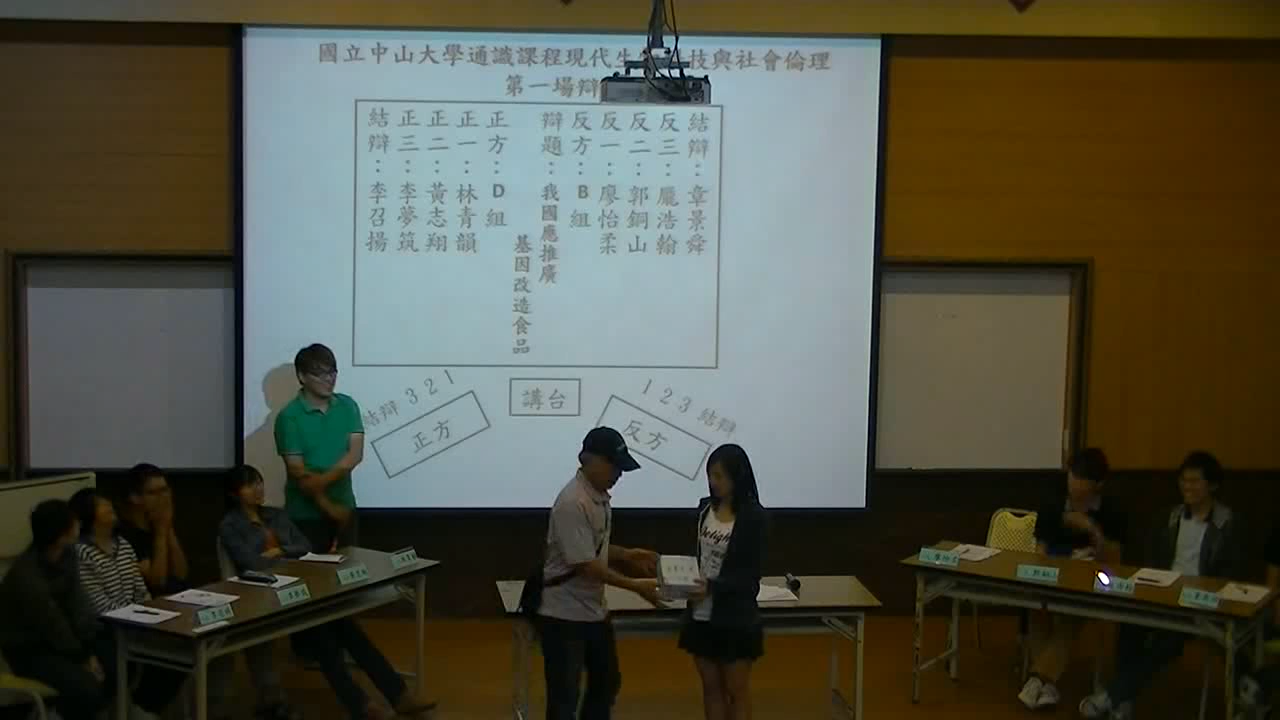 國立中山大學通識課程現代生 技與社會倫理
第一場辯
結辯：章景舜
反三：龐浩翰
反二：郭銅山
反一：廖怡柔
反方：B組
辯題：我國應推廣
基因改造食品
正方：D組
正一：林青韻
正二：黃志翔
正三：李夢筑
結辯：李召揚
結辯 3 2 1
講台
1 2 3 結辯
正方
反方